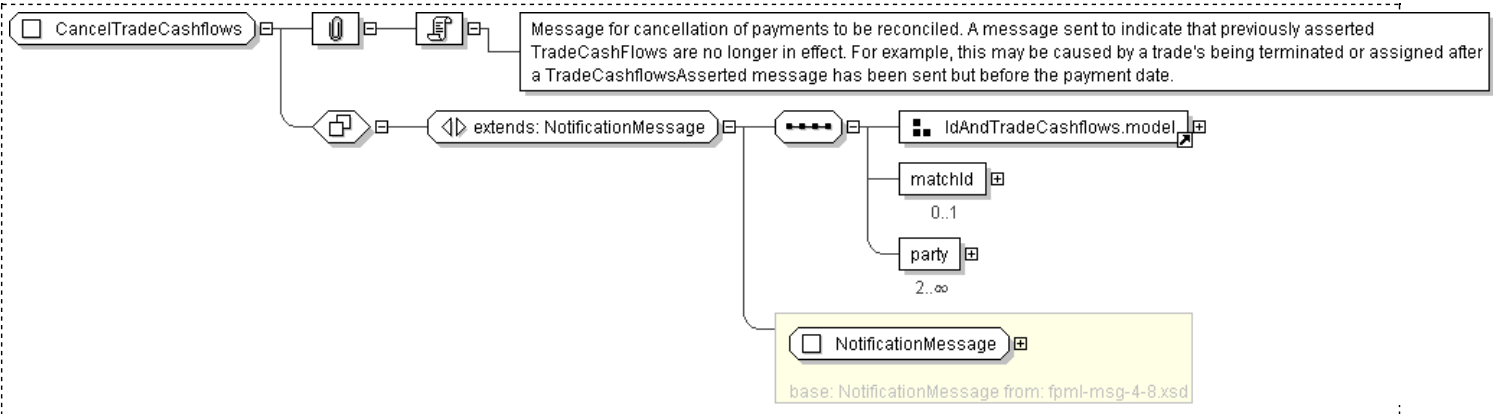 CancelTradeCashflows
Message for cancellation of payments to be reconciled. A message sent to indicate that previously asserted
TradeCashFlows are no longer in effect. For example, this may be caused by a trade's being terminated or assigned after
a TradeCashflowsAsserted message has been sent but before the payment date.
extends: NotificationMessage
IdAndTradeCashflows.model
matchId
0..1
party
2..∞
NotificationMessage
base: NotificationMessage from: fpml-msg-4-8.xsd